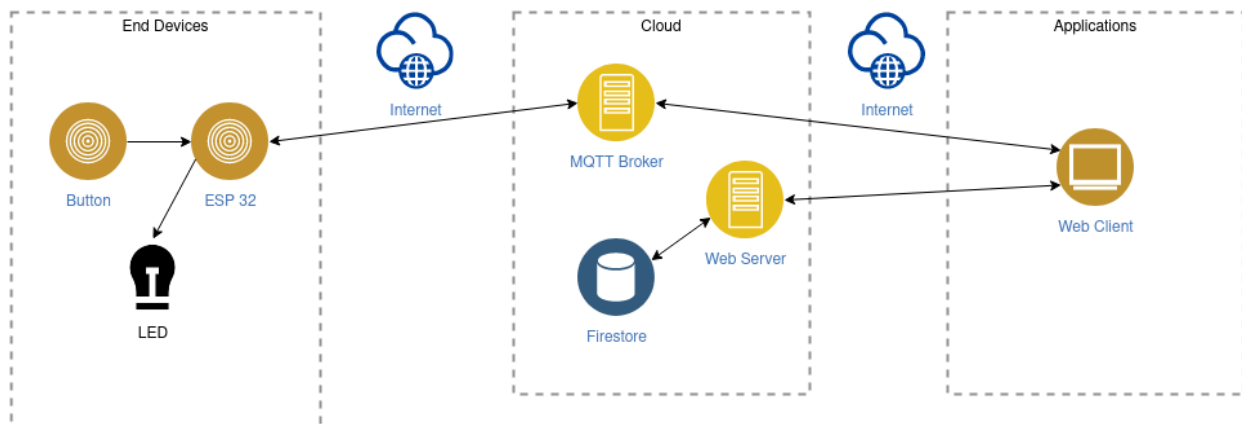 End Devices
Cloud
Applications
Internet
Internet
MQTT Broker
Button
ESP 32
Web Client
Web Server
LED
Firestore